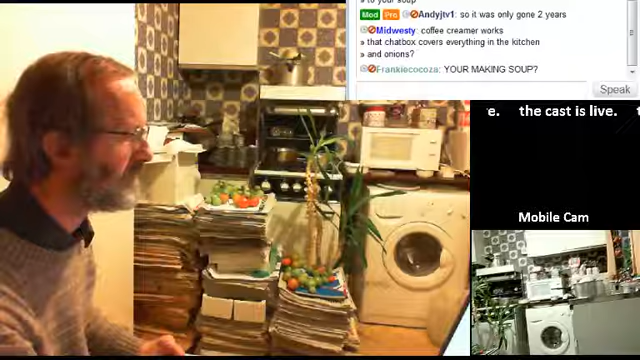 to your soup
Mod Pro Andyjtv1: so it was only gone 2 years
Midwesty: coffee creamer works
» that chatbox covers everything in the kitchen
» and onions?
Frankiecocoza: YOUR MAKING SOUP?
Speak
e. the cast is live.
Mobile Cam